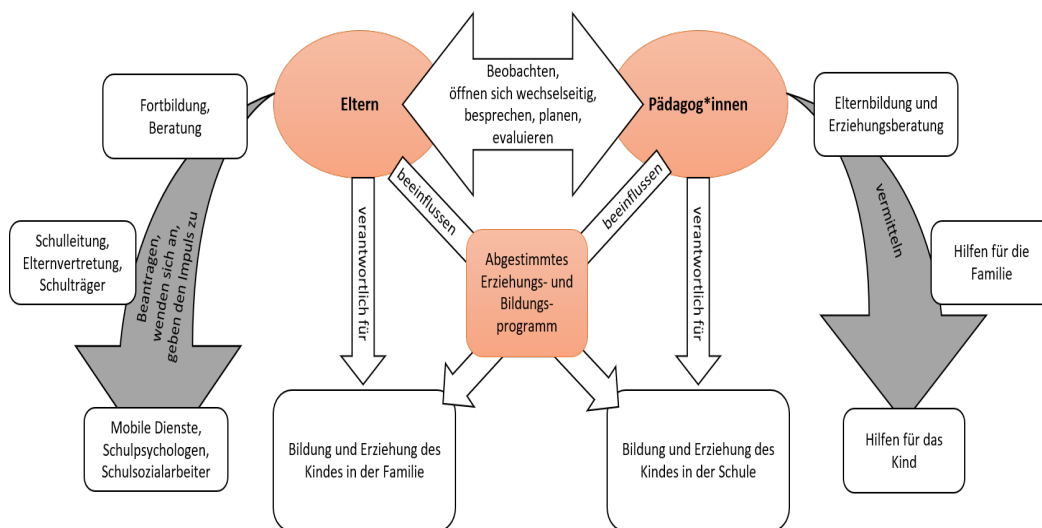 Fortbildung,
Beratung
Eltern
Beobachten,
öffnen sich wechselseitig,
besprechen, planen,
evaluieren
Pädagog*innen
Elternbildung und
Erziehungsberatung
Schulleitung,
Elternvertretung,
Schulträger
Beantragen,
wenden sich an,
geben den Impuls zu
verantwortlich für
beeinflussen
Abgestimmtes
Erziehungs- und
Bildungs-
programm
beeinflussen
verantwortlich für
vermitteln
Hilfen für die
Familie
Mobile Dienste,
Schulpsychologen,
Schulsozialarbeiter
Bildung und Erziehung des
Kindes in der Familie
Bildung und Erziehung des
Kindes in der Schule
Hilfen für das
Kind